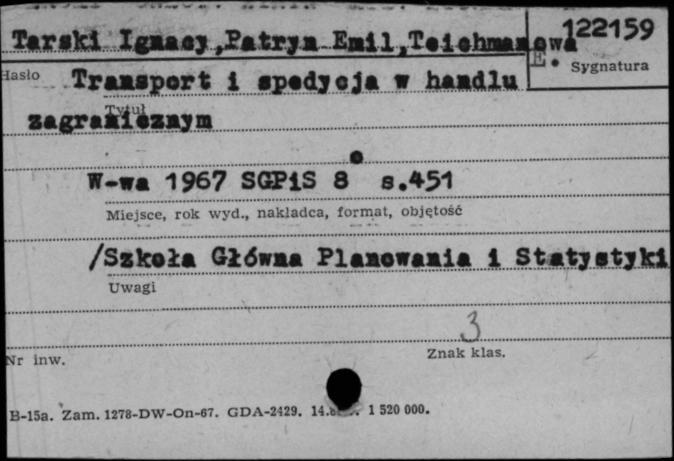 122159
Tarski Ignacy,Patryn Emil,Teichmanowa
E. Sygnatura
Hasło
Transport i spedycja w handlu
Tytuł
zagranicznym
W-wa 1967 SGPiS 8 s.451
Miejsce, rok wyd., nakładca, format, objętość
/Szkoła Główna Planowania i Statystyki
Uwagi
3
Nr inw.
Znak klas.
B-15a. Zam. 1278-DW-On-67. GDA-2429. 1 520 000.